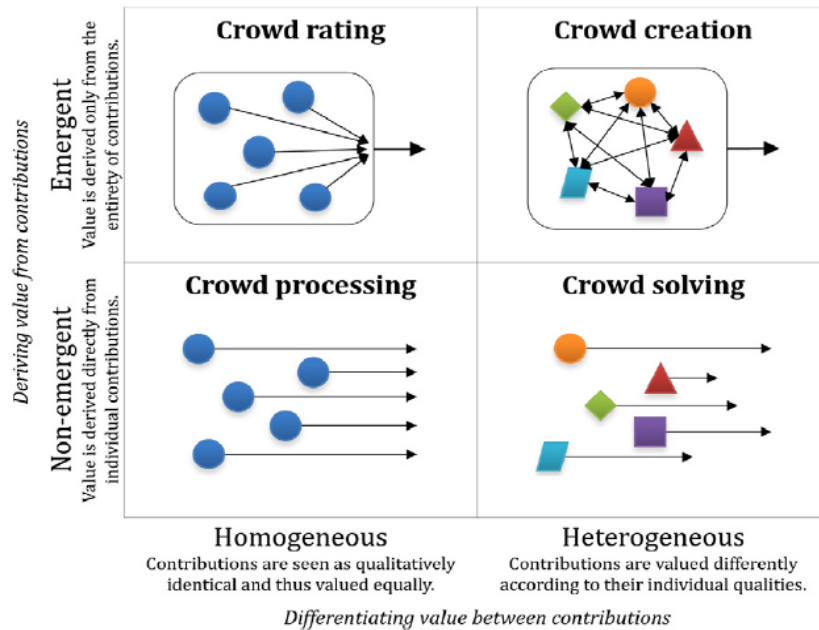 Crowd rating
Crowd creation
Deriving value from contributions
Emergent
Value is derived only from the
entirety of contributions.
Crowd processing
Crowd solving
Non-emergent
Value is derived directly from
individual contributions.
Homogeneous
Contributions are seen as qualitatively
identical and thus valued equally.
Heterogeneous
Contributions are valued differently
according to their individual qualities.
Differentiating value between contributions